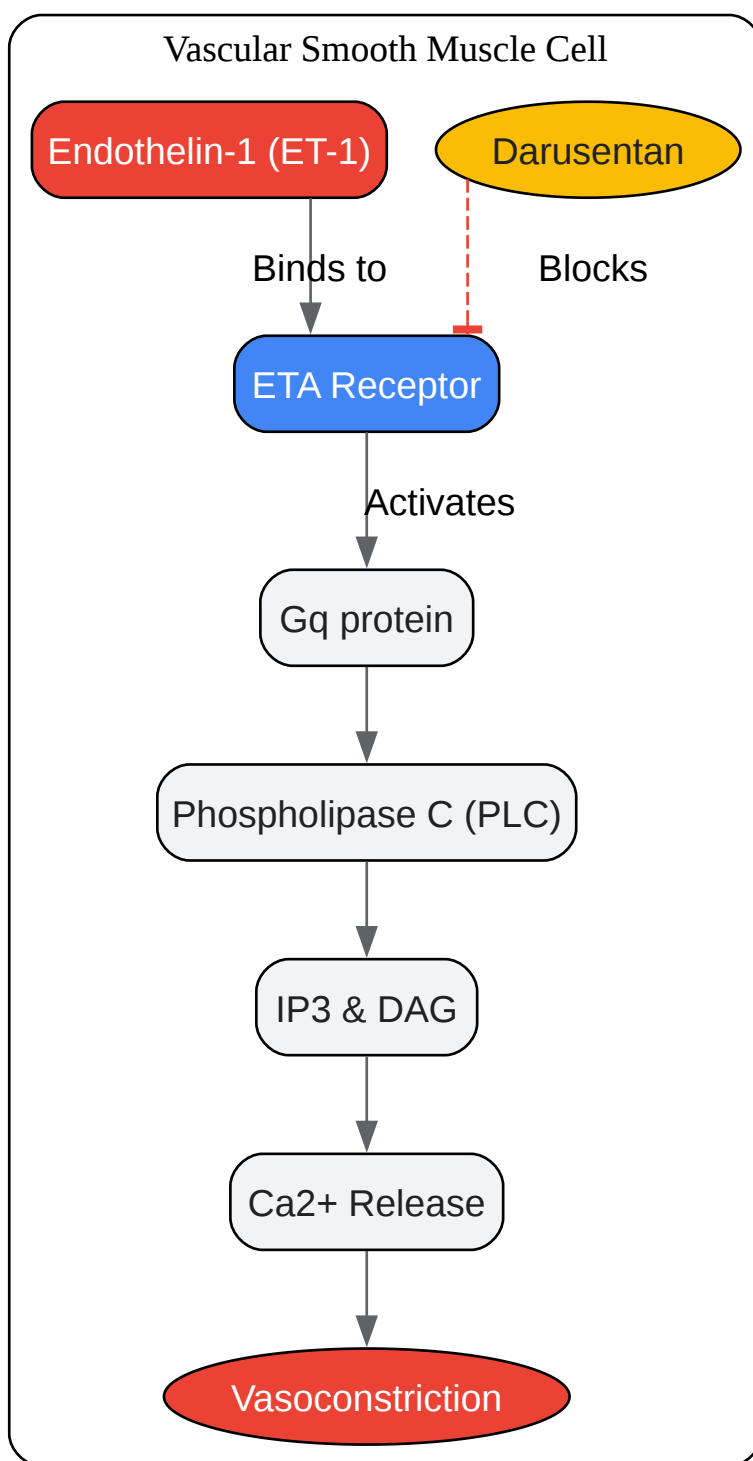 Vascular Smooth Muscle Cell
Endothelin-1 (ET-1)
Darusentan
Binds to
Blocks
ETA Receptor
Activates
Gq protein
Phospholipase C (PLC)
IP3 & DAG
Ca2+ Release
Vasoconstriction